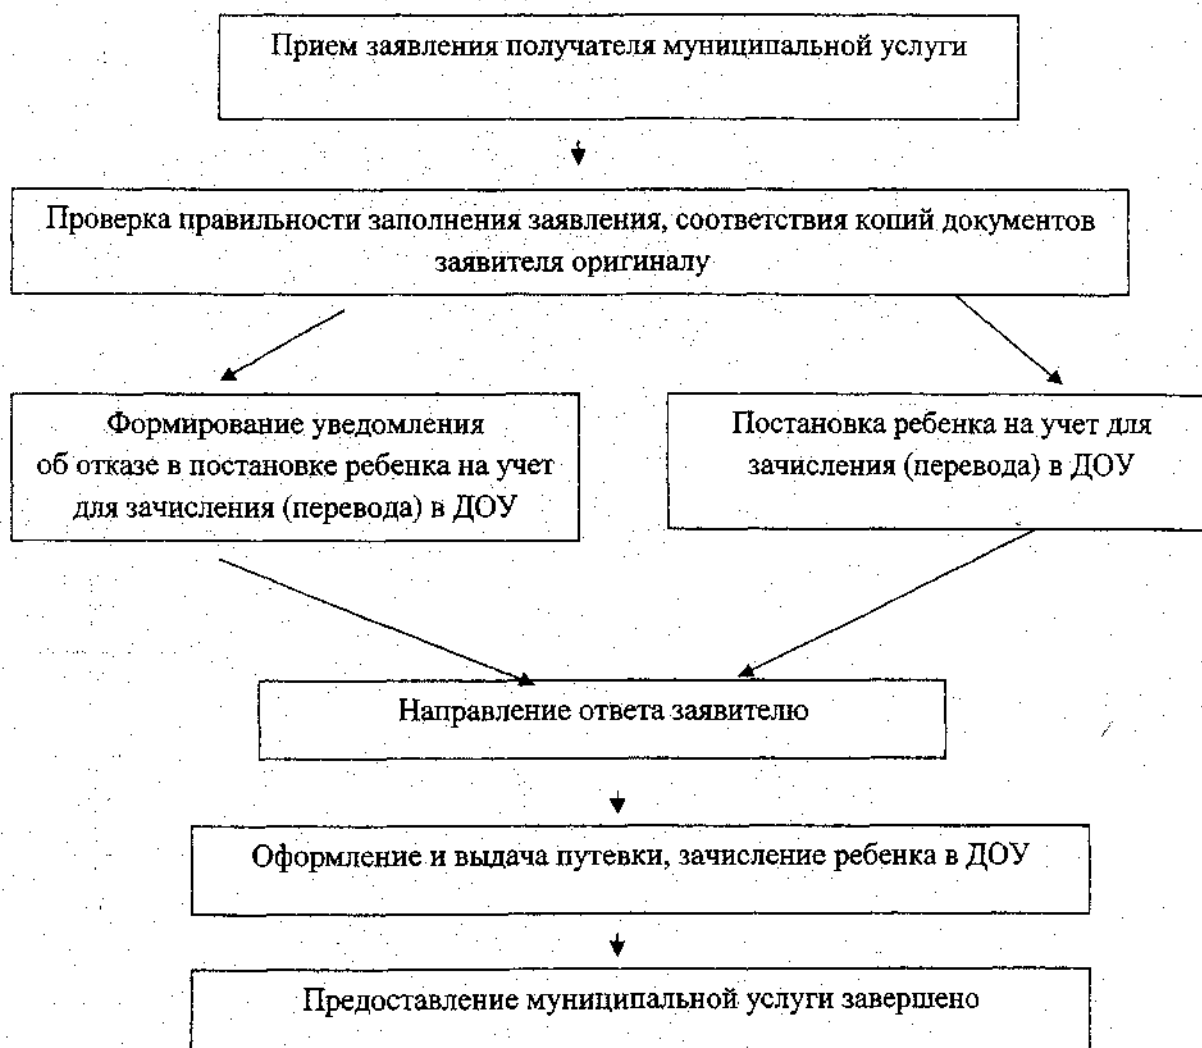 Прием заявления получателя муниципальной услуги
Проверка правильности заполнения заявления, соответствия копий документов
заявителя оригиналу
Формирование уведомления
об отказе в постановке ребенка на учет
для зачисления (перевода) в ДОУ
Постановка ребенка на учет для
зачисления (перевода) в ДОУ
Направление ответа заявителю
Оформление и выдача путевки, зачисление ребенка в ДОУ
Предоставление муниципальной услуги завершено